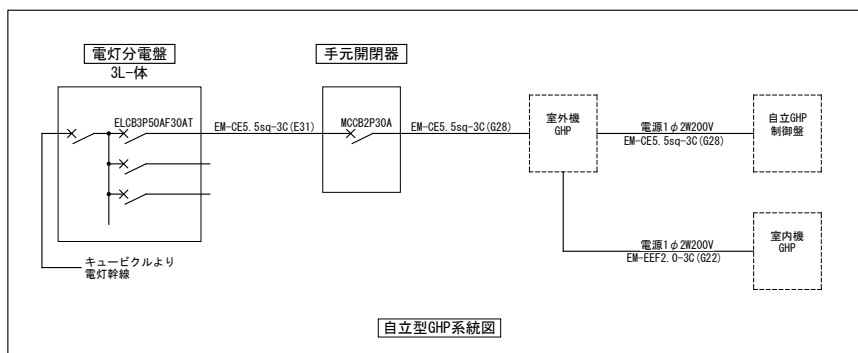 電灯分電盤
3L-体
手元開閉器
ELCB3P50AF30AT
EM-CE5.5sq-3C(E31)
MCCB2P30A
EM-CE5.5sq-3C(G28)
室外機
GHP
電源1φ2W200V
EM-CE5.5sq-3C(G28)
自立GHP
制御盤
キュービクルより
電灯幹線
電源1φ2W200V
EM-EEF2.0-3C(G22)
室内機
GHP
自立型GHP系統図